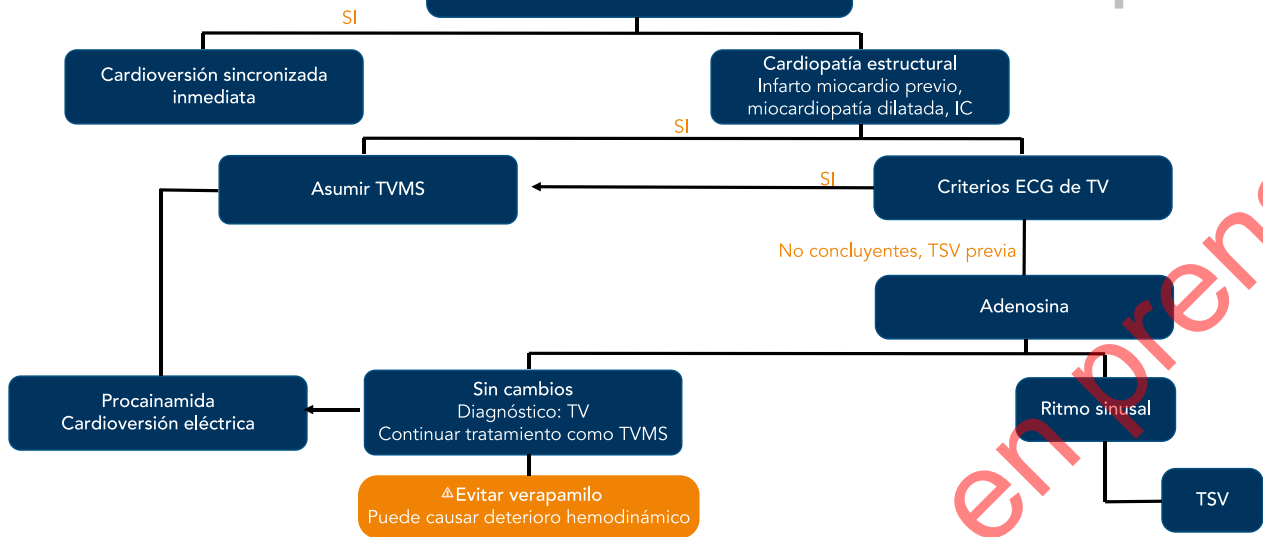 SI
Cardioversión sincronizada
inmediata
Cardiopatía estructural
Infarto miocardio previo,
miocardiopatía dilatada, IC
SI
Asumir TVMS
SI
Criterios ECG de TV
No concluyentes, TSV previa
Adenosina
Procainamida
Cardioversión eléctrica
Sin cambios
Diagnóstico: TV
Continuar tratamiento como TVMS
Ritmo sinusal
⚠Evitar verapamilo
Puede causar deterioro hemodinámico
TSV
en prens